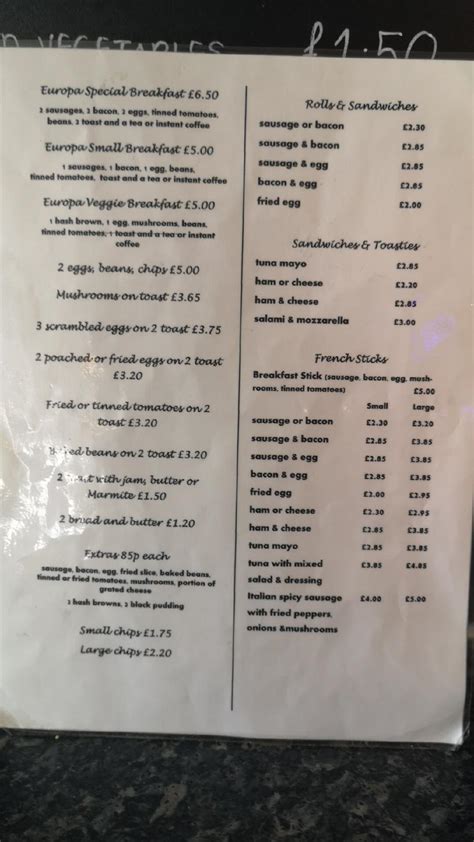 VEGETABLES £1.50
Europa Special Breakfast £6.50
2 sausages, 3 bacon, 2 eggs, tinned tomatoes,
beans, 2 toast and a tea or instant coffee
Europa Small Breakfast £5.00
1 sausages, 1 bacon, 1 egg, beans,
tinned tomatoes, toast and a tea or instant coffee
Europa Veggie Breakfast £5.00
1 hash brown, 1 egg, mushrooms, beans,
tinned tomatoes, 1 toast and a tea or instant
coffee
2 eggs, beans, chips £5.00
Mushrooms on toast £3.65
3 scrambled eggs on 2 toast £3.75
2 poached or fried eggs on 2 toast
£3.20
Fried or tinned tomatoes on 2
toast £3.20
beans on 2 toast £3.20
2 with jam, butter or
Marmite £1.50
2 bread and butter £1.20
Extras 85p each
sausage, bacon, egg, fried slice, baked beans,
tinned or fried tomatoes, mushrooms, portion of
grated cheese
2 hash browns, 2 black pudding
Small chips £1.75
Large chips £2.20
Rolls & Sandwiches
sausage or bacon £2.30
sausage & bacon £2.85
sausage & egg £2.85
bacon & egg £2.85
fried egg £2.00
Sandwiches & Toasties
tuna mayo £2.85
ham or cheese £2.20
ham & cheese £2.85
salami & mozzarella £3.00
French Sticks
Breakfast Stick (sausage, bacon, egg, mush-
rooms, tinned tomatoes) £5.00
Small Large
sausage or bacon £2.30 £3.20
sausage & bacon £2.85 £3.85
sausage & egg £2.85 £3.85
bacon & egg £2.85 £3.85
fried egg £2.00 £2.95
ham or cheese £2.30 £2.95
ham & cheese £2.85 £3.85
tuna mayo £2.85 £3.85
tuna with mixed £3.85 £4.85
salad & dressing
Italian spicy sausage £4.00 £5.00
with fried peppers,
onions &mushrooms